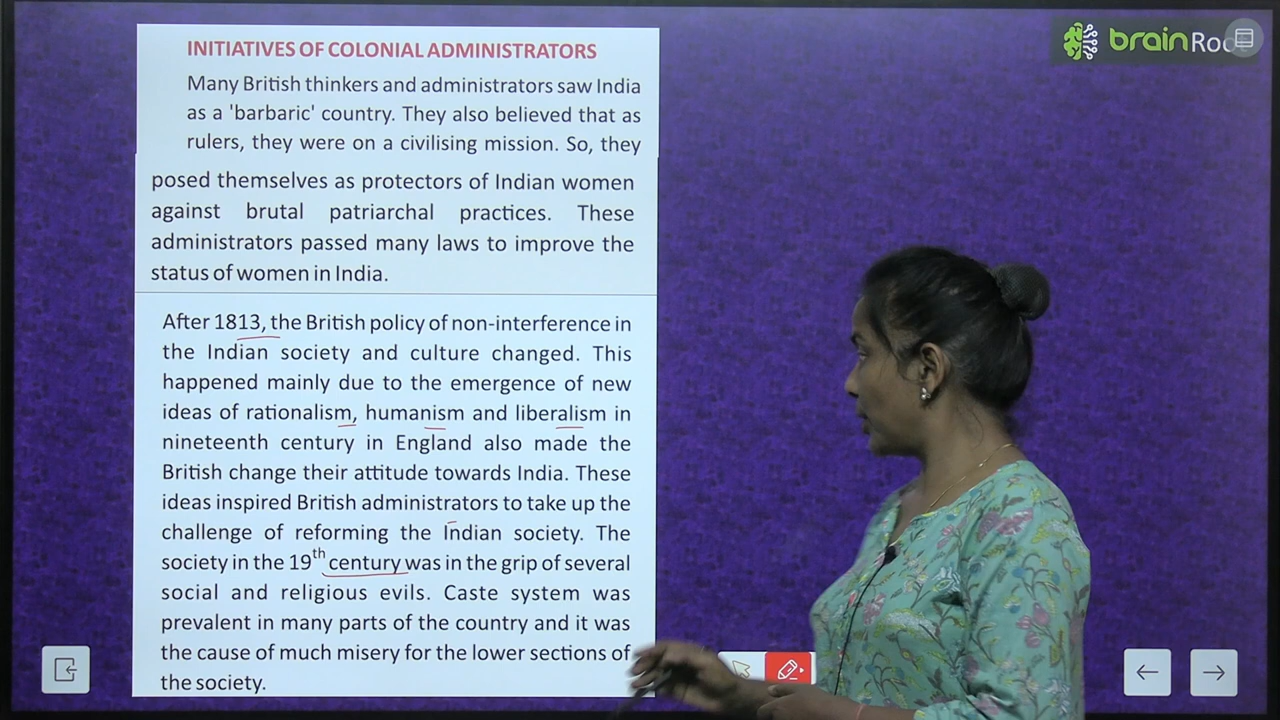 INITIATIVES OF COLONIAL ADMINISTRATORS
Many British thinkers and administrators saw India
as a 'barbaric' country. They also believed that as
rulers, they were on a civilising mission. So, they
posed themselves as protectors of Indian women
against brutal patriarchal practices. These
administrators passed many laws to improve the
status of women in India.
After 1813, the British policy of non-interference in
the Indian society and culture changed. This
happened mainly due to the emergence of new
ideas of rationalism, humanism and liberalism in
nineteenth century in England also made the
British change their attitude towards India. These
ideas inspired British administrators to take up the
challenge of reforming the Indian society. The
society in the 19th century was in the grip of several
social and religious evils. Caste system was
prevalent in many parts of the country and it was
the cause of much misery for the lower sections of
the society.
brain